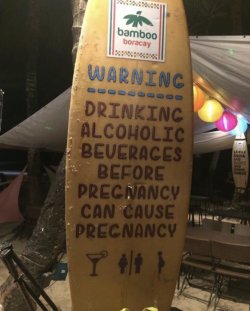 bamboo
boracay
WARNING
DRINKING
ALCOHOLIC
BEVERAGES
BEFORE
PREGNANCY
CAN CAUSE
PREGNANCY